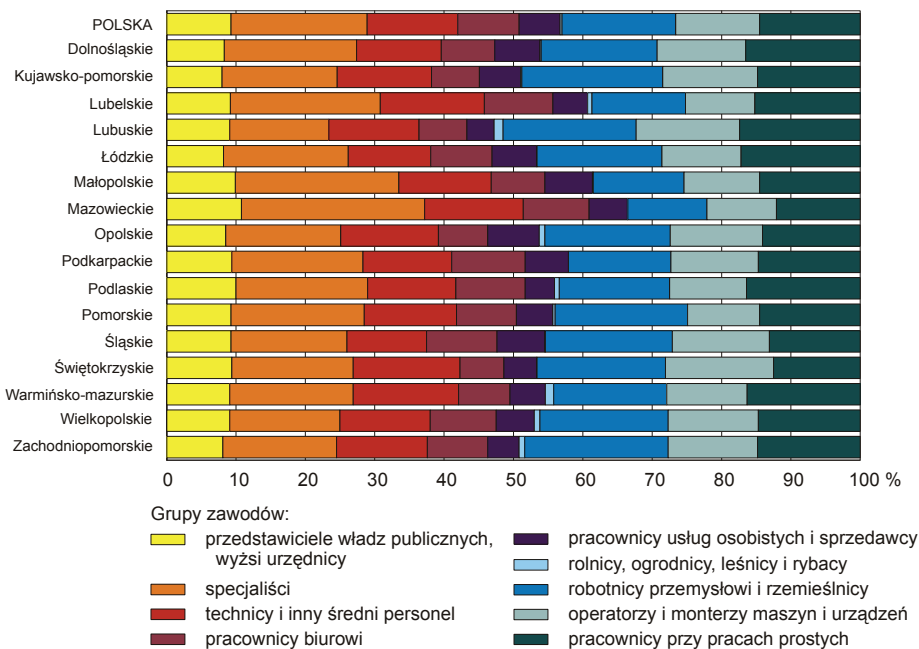 POLSKA
Dolnośląskie
Kujawsko-pomorskie
Lubelskie
Lubuskie
Łódzkie
Małopolskie
Mazowieckie
Opolskie
Podkarpackie
Podlaskie
Pomorskie
Śląskie
Świętokrzyskie
Warmińsko-mazurskie
Wielkopolskie
Zachodniopomorskie
0 10 20 30 40 50 60 70 80 90 100 %
Grupy zawodów:
przedstawiciele władz publicznych,
wyżsi urzędnicy
specjaliści
technicy i inny średni personel
pracownicy biurowi
pracownicy usług osobistych i sprzedawcy
rolnicy, ogrodnicy, leśnicy i rybacy
robotnicy przemysłowi i rzemieślnicy
operatorzy i monterzy maszyn i urządzeń
pracownicy przy pracach prostych